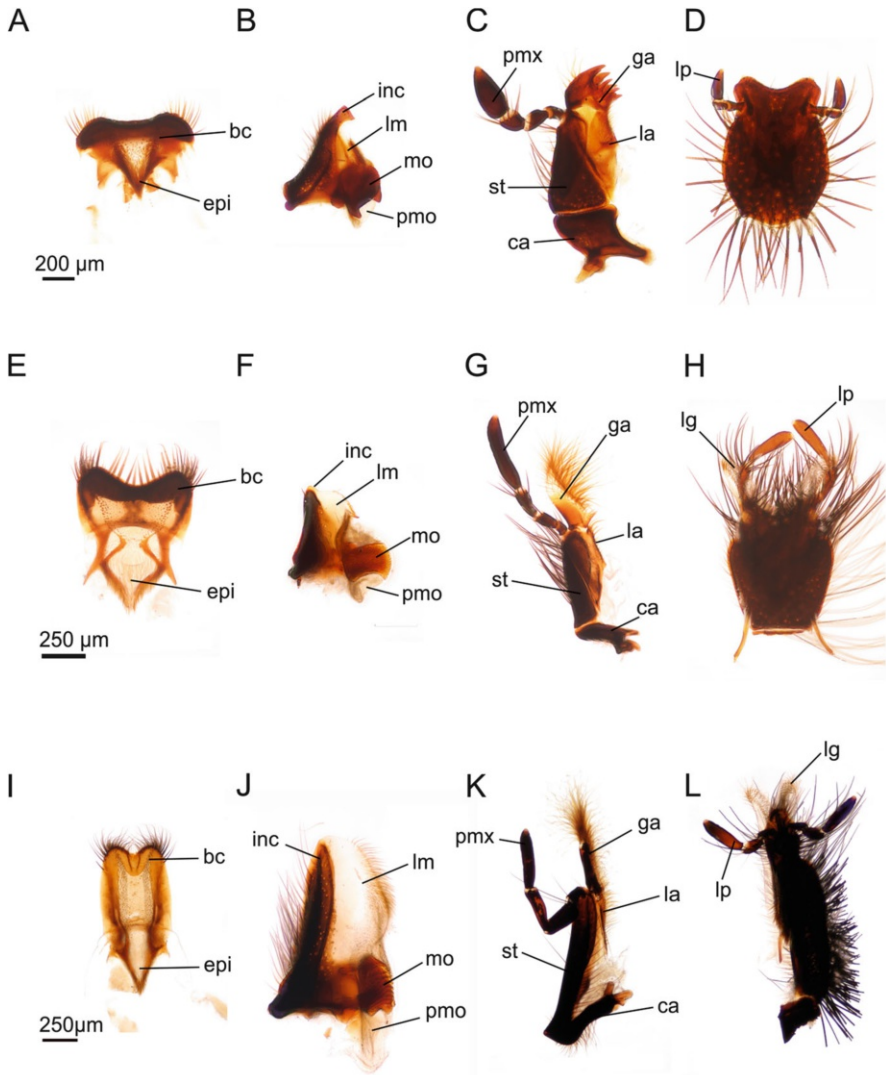 A
B
C
D
pmx
ga
inc
lp
bc
lm
la
mo
epi
st
pmo
ca
200 µm
E
F
G
H
pmx
lp
ga
lg
inc
lm
bc
la
mo
st
epi
pmo
ca
250 µm
I
J
K
L
lg
pmx
ga
bc
inc
lm
lp
la
st
mo
epi
ca
pmo
250µm